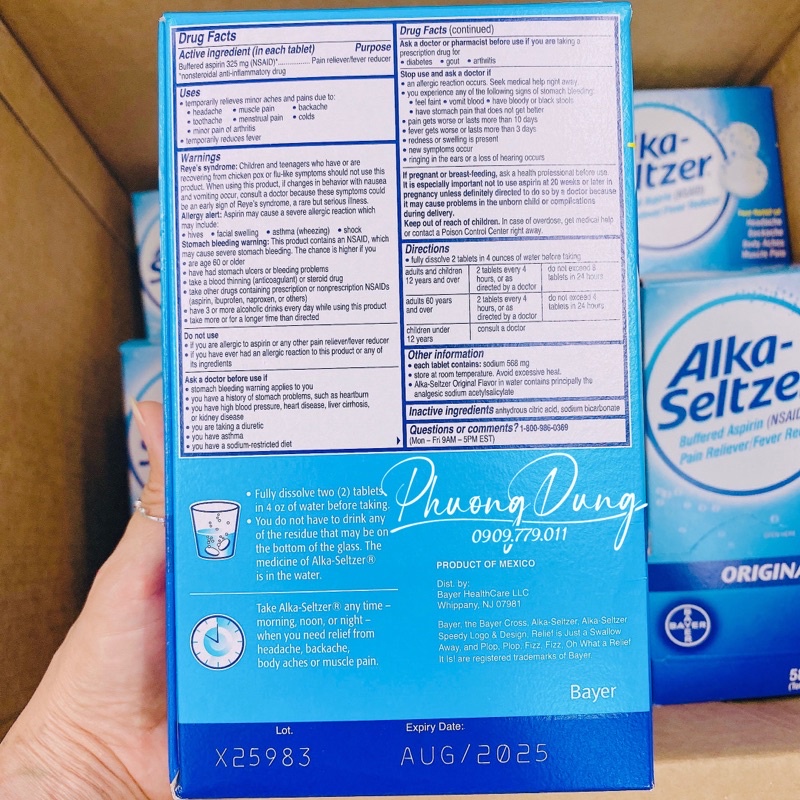 Drug Facts
Active ingredient (in each tablet) Purpose
Buffered aspirin 325 mg (NSAID)*.................. Pain reliever/fever reducer
*nonsteroidal anti-inflammatory drug
Uses
• temporarily relieves minor aches and pains due to:
• headache • muscle pain • backache
• toothache • menstrual pain • colds
• minor pain of arthritis
• temporarily reduces fever
Warnings
Reye's syndrome: Children and teenagers who have or are
recovering from chicken pox or flu-like symptoms should not use this
product. When using this product, if changes in behavior with nausea
and vomiting occur, consult a doctor because these symptoms could
be an early sign of Reye's syndrome, a rare but serious illness.
Allergy alert: Aspirin may cause a severe allergic reaction which
may include:
• hives • facial swelling • asthma (wheezing) • shock
Stomach bleeding warning: This product contains an NSAID, which
may cause severe stomach bleeding. The chance is higher if you
• are age 60 or older
• have had stomach ulcers or bleeding problems
• take a blood thinning (anticoagulant) or steroid drug
• take other drugs containing prescription or nonprescription NSAIDs
(aspirin, ibuprofen, naproxen, or others)
• have 3 or more alcoholic drinks every day while using this product
• take more or for a longer time than directed
Do not use
• if you are allergic to aspirin or any other pain reliever/fever reducer
• if you have ever had an allergic reaction to this product or any of
its ingredients
Ask a doctor before use if
• stomach bleeding warning applies to you
• you have a history of stomach problems, such as heartburn
• you have high blood pressure, heart disease, liver cirrhosis,
or kidney disease
• you are taking a diuretic
• you have asthma
• you have a sodium-restricted diet
Drug Facts (continued)
Ask a doctor or pharmacist before use if you are taking a
prescription drug for
• diabetes • gout • arthritis
Stop use and ask a doctor if
• an allergic reaction occurs. Seek medical help right away.
• you experience any of the following signs of stomach bleeding:
• feel faint • vomit blood • have bloody or black stools
• have stomach pain that does not get better
• pain gets worse or lasts more than 10 days
• fever gets worse or lasts more than 3 days
• redness or swelling is present
• new symptoms occur
• ringing in the ears or a loss of hearing occurs
If pregnant or breast-feeding, ask a health professional before use.
It is especially important not to use aspirin at 20 weeks or later in
pregnancy unless definitely directed to do so by a doctor because
it may cause problems in the unborn child or complications
during delivery.
Keep out of reach of children. In case of overdose, get medical help
or contact a Poison Control Center right away.
Directions
• fully dissolve 2 tablets in 4 ounces of water before taking
adults and children 12 years and over 2 tablets every 4 hours, or as directed by a doctor do not exceed 8 tablets in 24 hours
adults 60 years and over 2 tablets every 4 hours, or as directed by a doctor do not exceed 4 tablets in 24 hours
children under 12 years consult a doctor
Other information
• each tablet contains: sodium 568 mg
• store at room temperature. Avoid excessive heat.
• Alka-Seltzer Original Flavor in water contains principally the
analgesic sodium acetylsalicylate
Inactive ingredients anhydrous citric acid, sodium bicarbonate
Questions or comments? 1-800-986-0369
(Mon – Fri 9AM – 5PM EST)
• Fully dissolve two (2) tablets
in 4 oz of water before taking.
• You do not have to drink any
of the residue that may be on
the bottom of the glass. The
medicine of Alka-Seltzer®
is in the water.
Take Alka-Seltzer® any time –
morning, noon, or night –
when you need relief from
headache, backache,
body aches or muscle pain.
Phuong Dung
0909.779.011
PRODUCT OF MEXICO
Dist. by:
Bayer HealthCare LLC
Whippany, NJ 07981
Bayer, the Bayer Cross, Alka-Seltzer, Alka-Seltzer
Speedy Logo & Design, Relief is Just a Swallow
Away, and Plop, Plop, Fizz, Fizz, Oh What a Relief
It Is! are registered trademarks of Bayer.
Bayer
Lot. Expiry Date:
X25983 AUG/2025
ka-
ltzer
Headache
Backache
Body Aches
Muscle Pain
Alka-
Seltze
Buffered Aspirin (NSAID
Pain Reliever/Fever Re
ORIGINA
BAYER